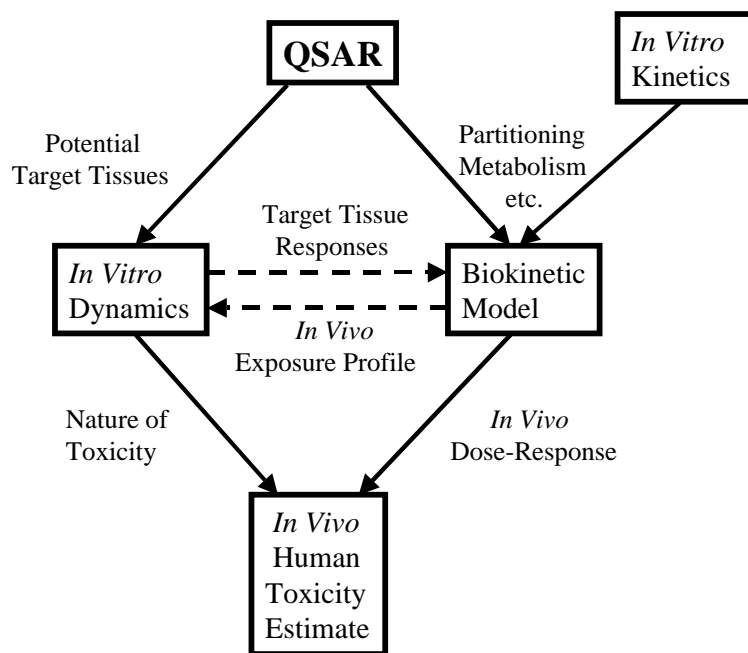 QSAR
In Vitro
Kinetics
Potential
Target Tissues
Partitioning
Metabolism
etc.
Target Tissue
Responses
In Vitro
Dynamics
Biokinetic
Model
In Vivo
Exposure Profile
Nature of
Toxicity
In Vivo
Dose-Response
In Vivo
Human
Toxicity
Estimate